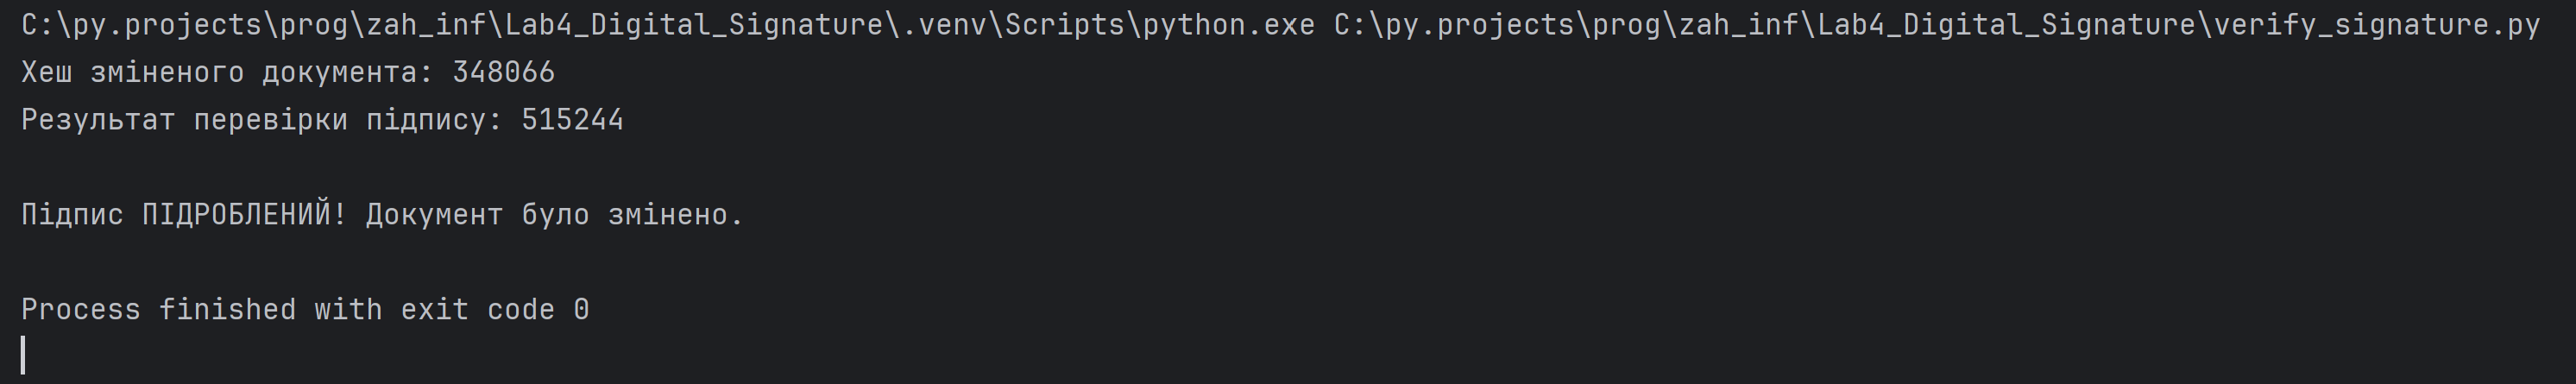 C:\py.projects\prog\zah_inf\Lab4_Digital_Signature\.venv\Scripts\python.exe C:\py.projects\prog\zah_inf\Lab4_Digital_Signature\verify_signature.py
Хеш зміненого документа: 348066
Результат перевірки підпису: 515244
Підпис ПІДРОБЛЕНИЙ! Документ було змінено.
Process finished with exit code 0